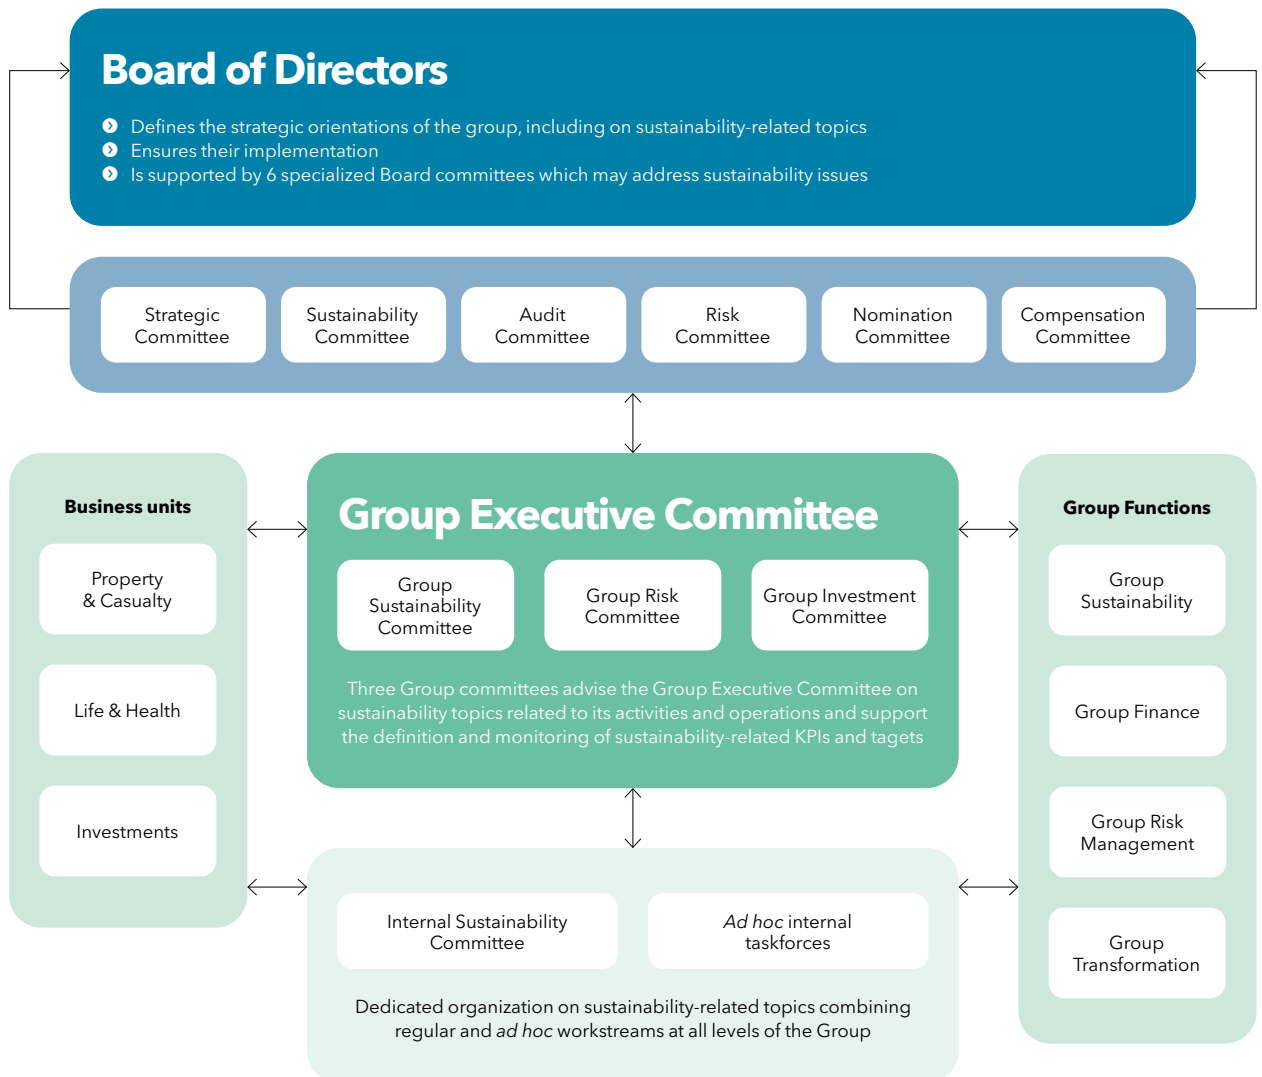 Board of Directors
Defines the strategic orientations of the group, including on sustainability-related topics
Ensures their implementation
Is supported by 6 specialized Board committees which may address sustainability issues
Strategic
Committee
Sustainability
Committee
Audit
Committee
Risk
Committee
Nomination
Committee
Compensation
Committee
Business units
Property
& Casualty
Life & Health
Investments
Group Executive Committee
Group
Sustainability
Committee
Group Risk
Committee
Group Investment
Committee
Three Group committees advise the Group Executive Committee on
sustainability topics related to its activities and operations and support
the definition and monitoring of sustainability-related KPIs and tagets
Group Functions
Group
Sustainability
Group Finance
Group Risk
Management
Group
Transformation
Internal Sustainability
Committee
Ad hoc internal
taskforces
Dedicated organization on sustainability-related topics combining
regular and ad hoc workstreams at all levels of the Group